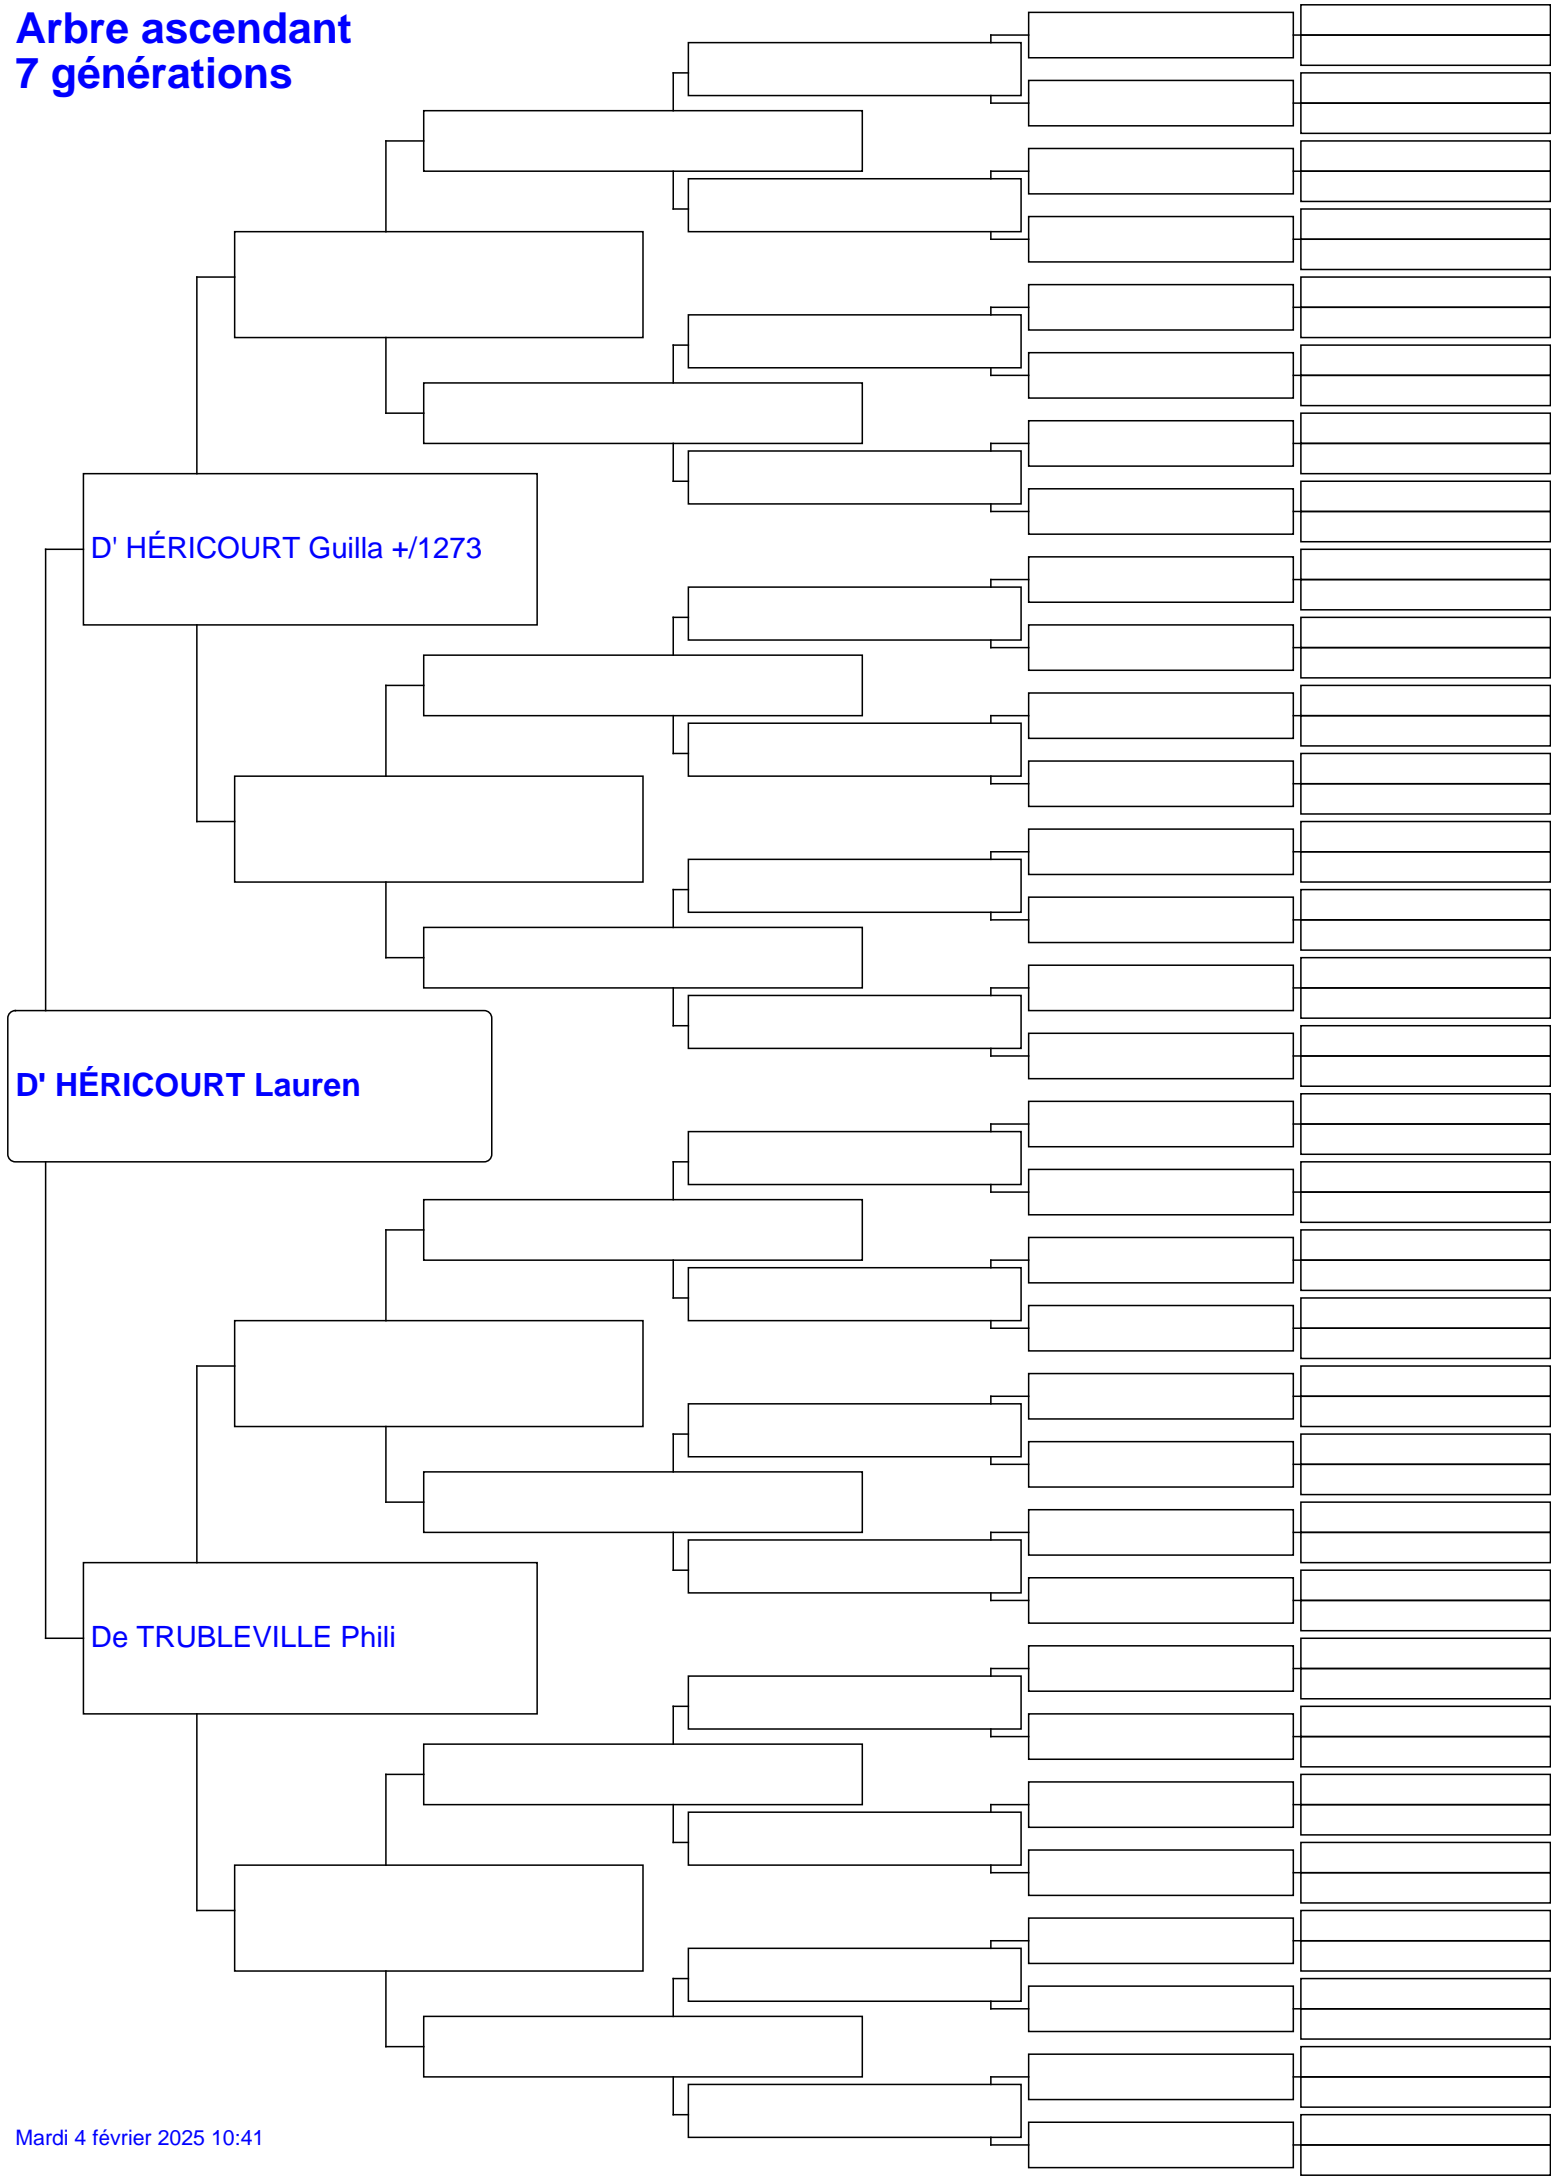 Arbre ascendant
7 générations
D' HÉRICOURT Guilla +/1273
D' HÉRICOURT Lauren
De TRUBLEVILLE Phili
Mardi 4 février 2025 10:41